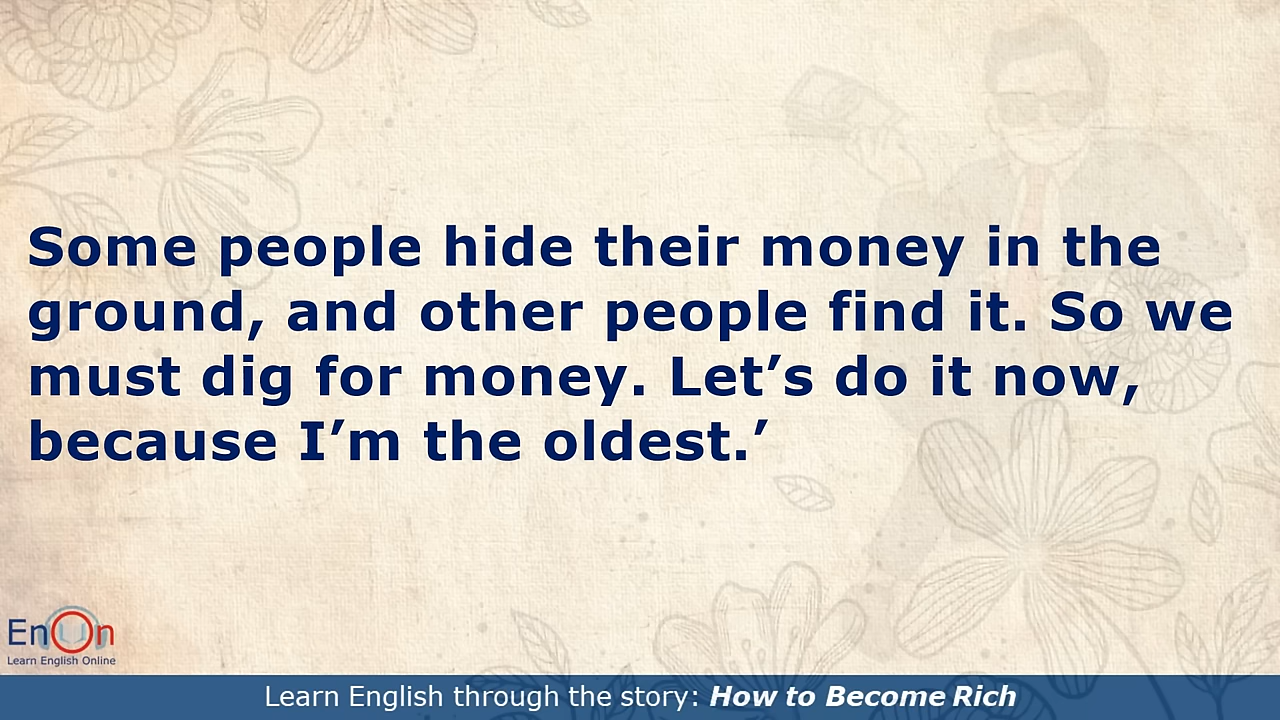 Some people hide their money in the
ground, and other people find it. So we
must dig for money. Let’s do it now,
because I’m the oldest.’
EnOn
Learn English Online
Learn English through the story: How to Become Rich